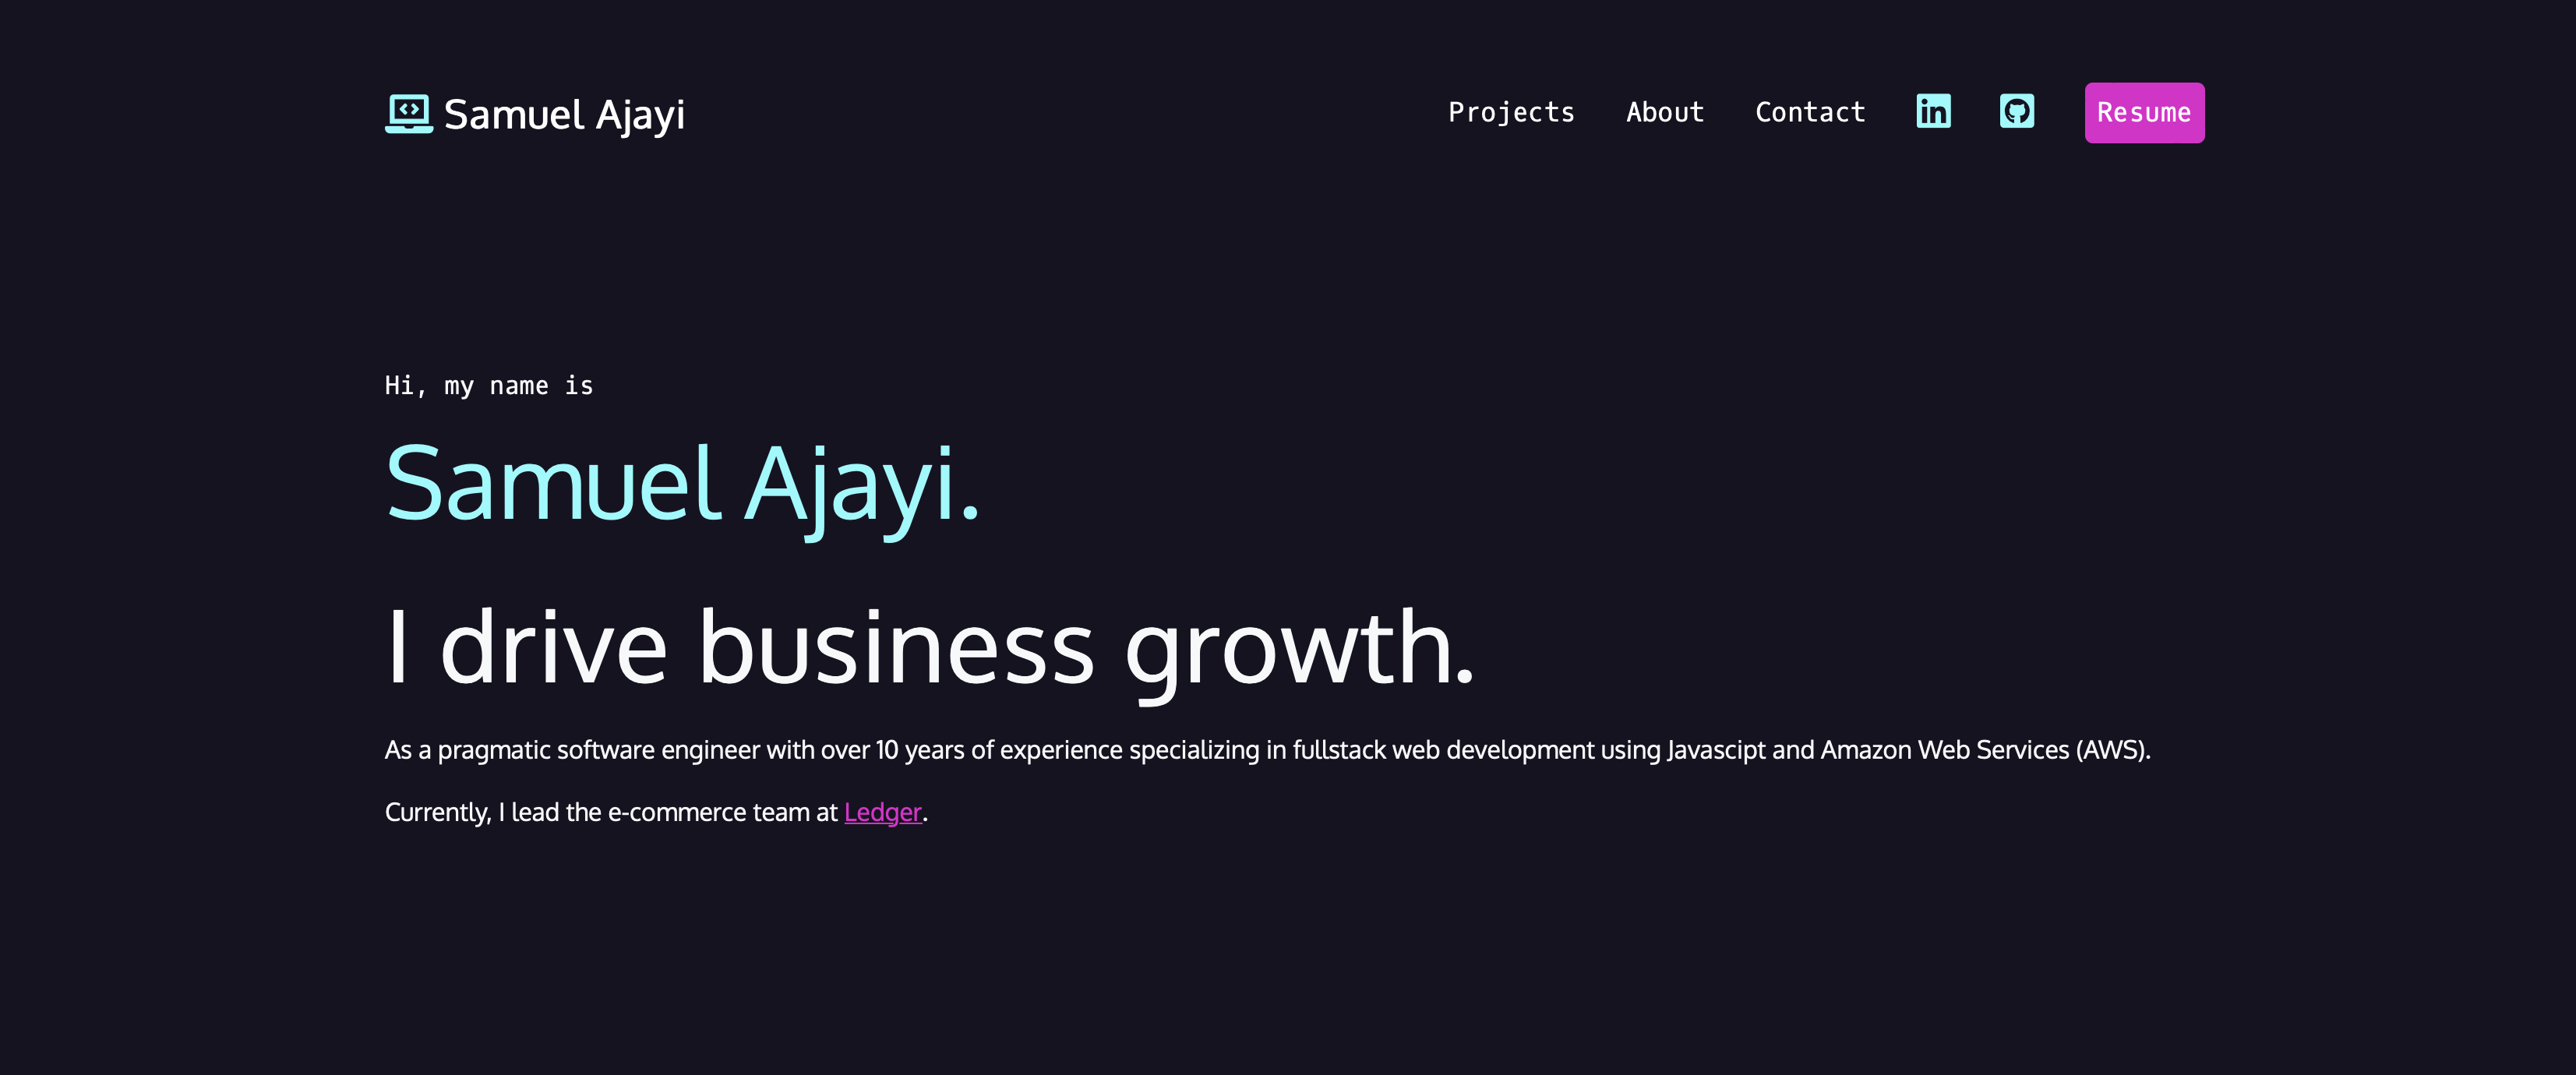 Samuel Ajayi
Projects About Contact Resume
Hi, my name is
Samuel Ajayi.
I drive business growth.
As a pragmatic software engineer with over 10 years of experience specializing in fullstack web development using Javascipt and Amazon Web Services (AWS).
Currently, I lead the e-commerce team at Ledger.